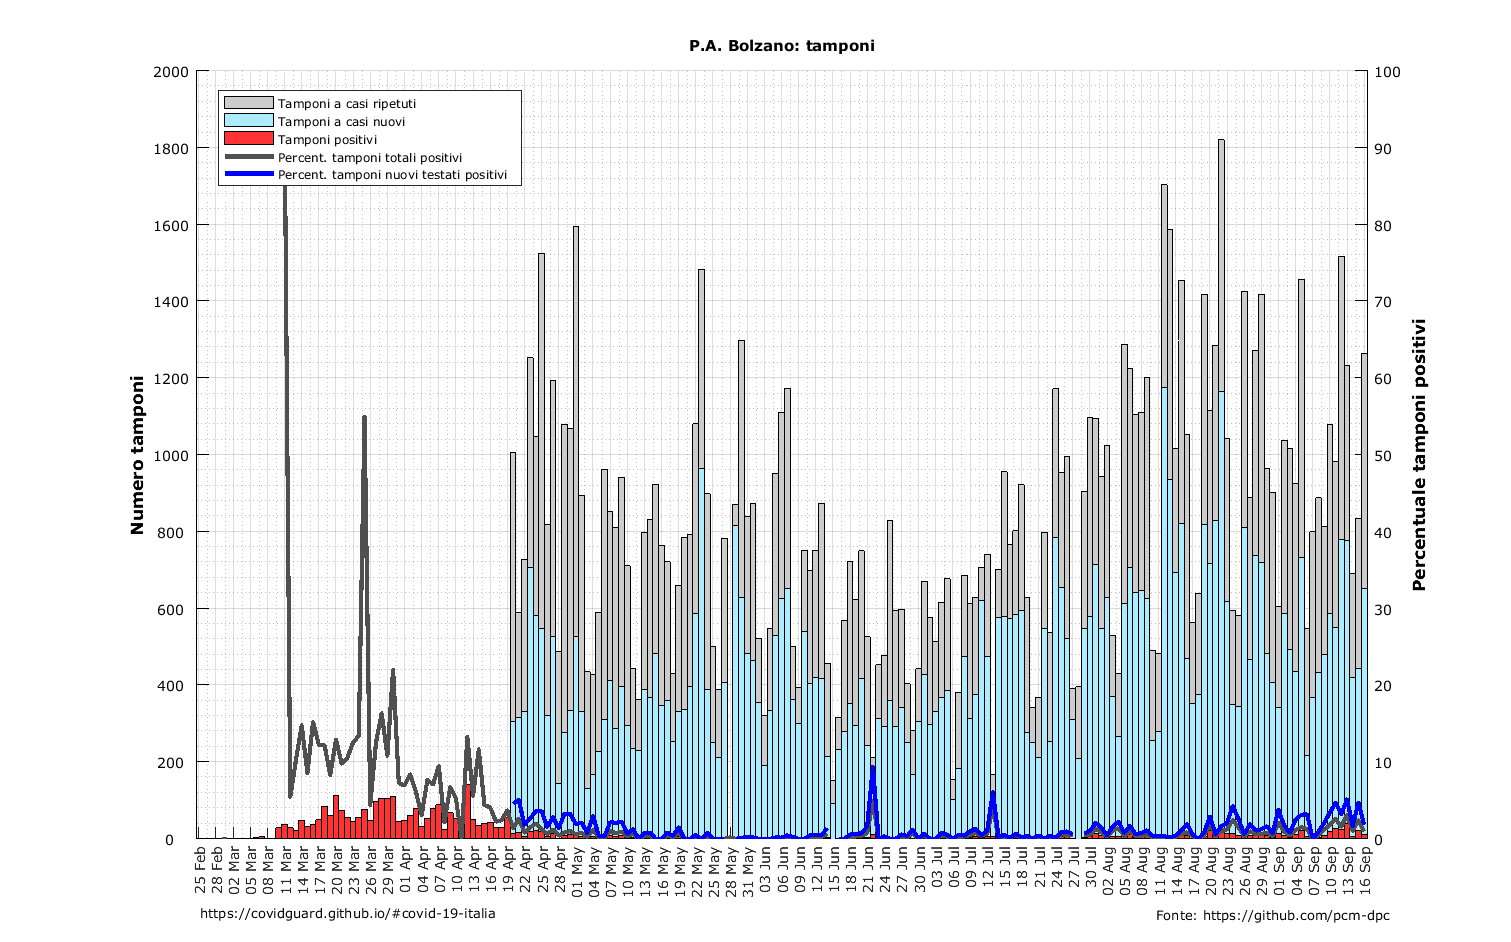 P.A. Bolzano: tamponi
2000
1800
1600
1400
1200
1000
800
600
400
200
0
Numero tamponi
Tamponi a casi ripetuti
Tamponi a casi nuovi
Tamponi positivi
Percent. tamponi totali positivi
Percent. tamponi nuovi testati positivi
100
90
80
70
60
50
40
30
20
10
0
Percentuale tamponi positivi
25 Feb
28 Feb
02 Mar
05 Mar
08 Mar
11 Mar
14 Mar
17 Mar
20 Mar
23 Mar
26 Mar
29 Mar
01 Apr
04 Apr
07 Apr
10 Apr
13 Apr
16 Apr
19 Apr
22 Apr
25 Apr
28 Apr
01 May
04 May
07 May
10 May
13 May
16 May
19 May
22 May
25 May
28 May
31 May
03 Jun
06 Jun
09 Jun
12 Jun
15 Jun
18 Jun
21 Jun
24 Jun
27 Jun
30 Jun
03 Jul
06 Jul
09 Jul
12 Jul
15 Jul
18 Jul
21 Jul
24 Jul
27 Jul
30 Jul
02 Aug
05 Aug
08 Aug
11 Aug
14 Aug
17 Aug
20 Aug
23 Aug
26 Aug
29 Aug
01 Sep
04 Sep
07 Sep
10 Sep
13 Sep
16 Sep
https://covidguard.github.io/#covid-19-italia
Fonte: https://github.com/pcm-dpc